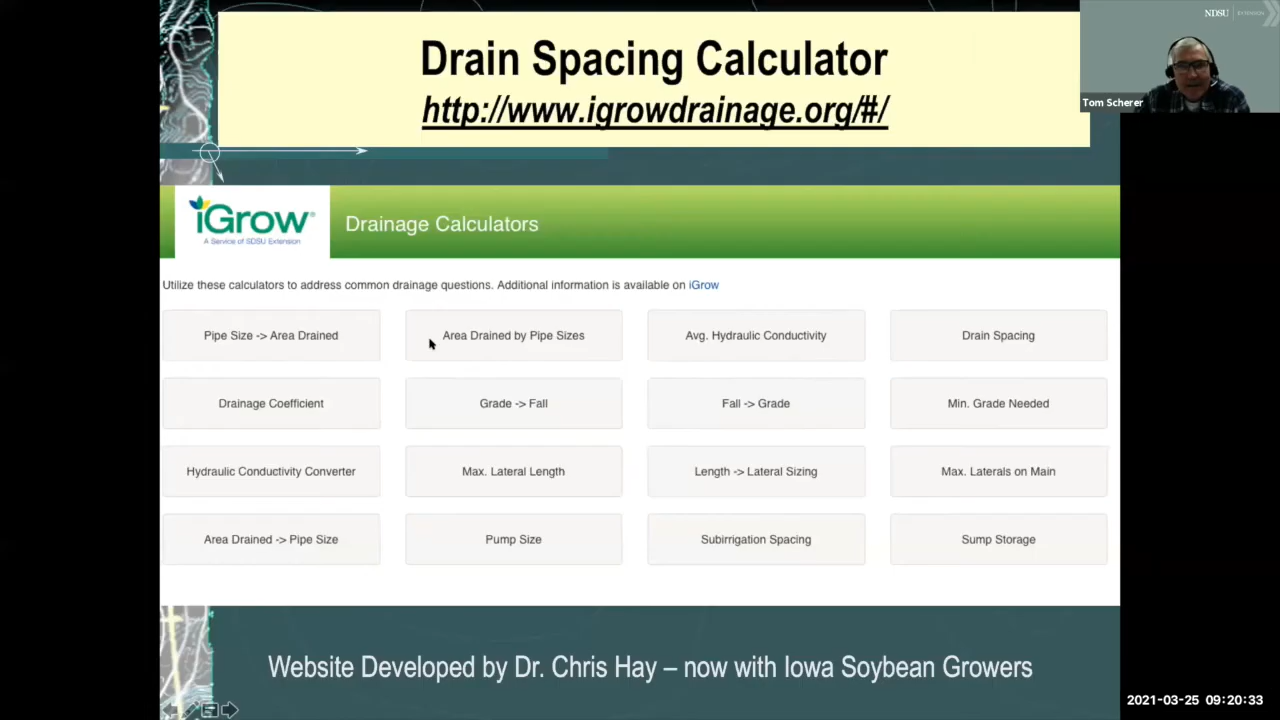 Drain Spacing Calculator
http://www.igrowdrainage.org/#/
NDSU EXTENSION
Tom Scherer
iGrow®
A Service of SDSU Extension
Drainage Calculators
Utilize these calculators to address common drainage questions. Additional information is available on iGrow
Pipe Size -> Area Drained
Area Drained by Pipe Sizes
Avg. Hydraulic Conductivity
Drain Spacing
Drainage Coefficient
Grade -> Fall
Fall -> Grade
Min. Grade Needed
Hydraulic Conductivity Converter
Max. Lateral Length
Length -> Lateral Sizing
Max. Laterals on Main
Area Drained -> Pipe Size
Pump Size
Subirrigation Spacing
Sump Storage
Website Developed by Dr. Chris Hay – now with Iowa Soybean Growers
2021-03-25 09:20:33